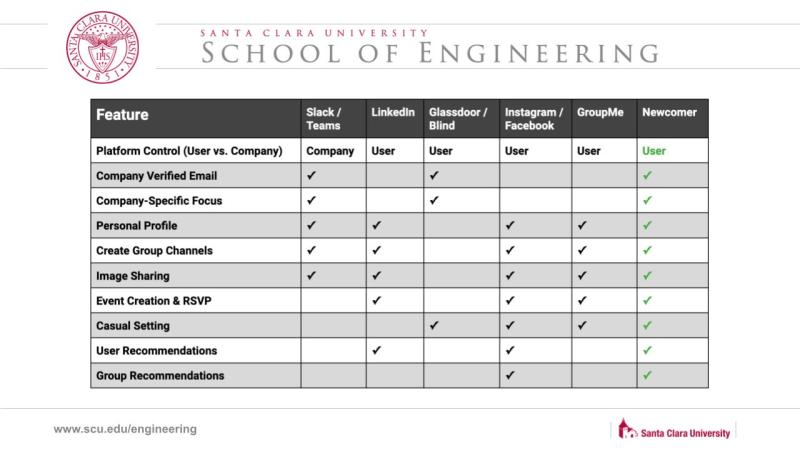 SANTA CLARA UNIVERSITY
SCHOOL OF ENGINEERING
SANTA CLARA UNIVERSITY
IHS
1851
Feature Slack / Teams LinkedIn Glassdoor / Blind Instagram / Facebook GroupMe Newcomer
Platform Control (User vs. Company) Company User User User User User
Company Verified Email ✓ ✓ ✓
Company-Specific Focus ✓ ✓ ✓
Personal Profile ✓ ✓ ✓ ✓ ✓
Create Group Channels ✓ ✓ ✓ ✓ ✓
Image Sharing ✓ ✓ ✓ ✓ ✓
Event Creation & RSVP ✓ ✓ ✓ ✓
Casual Setting ✓ ✓ ✓ ✓
User Recommendations ✓ ✓ ✓
Group Recommendations ✓ ✓
www.scu.edu/engineering
Santa Clara University